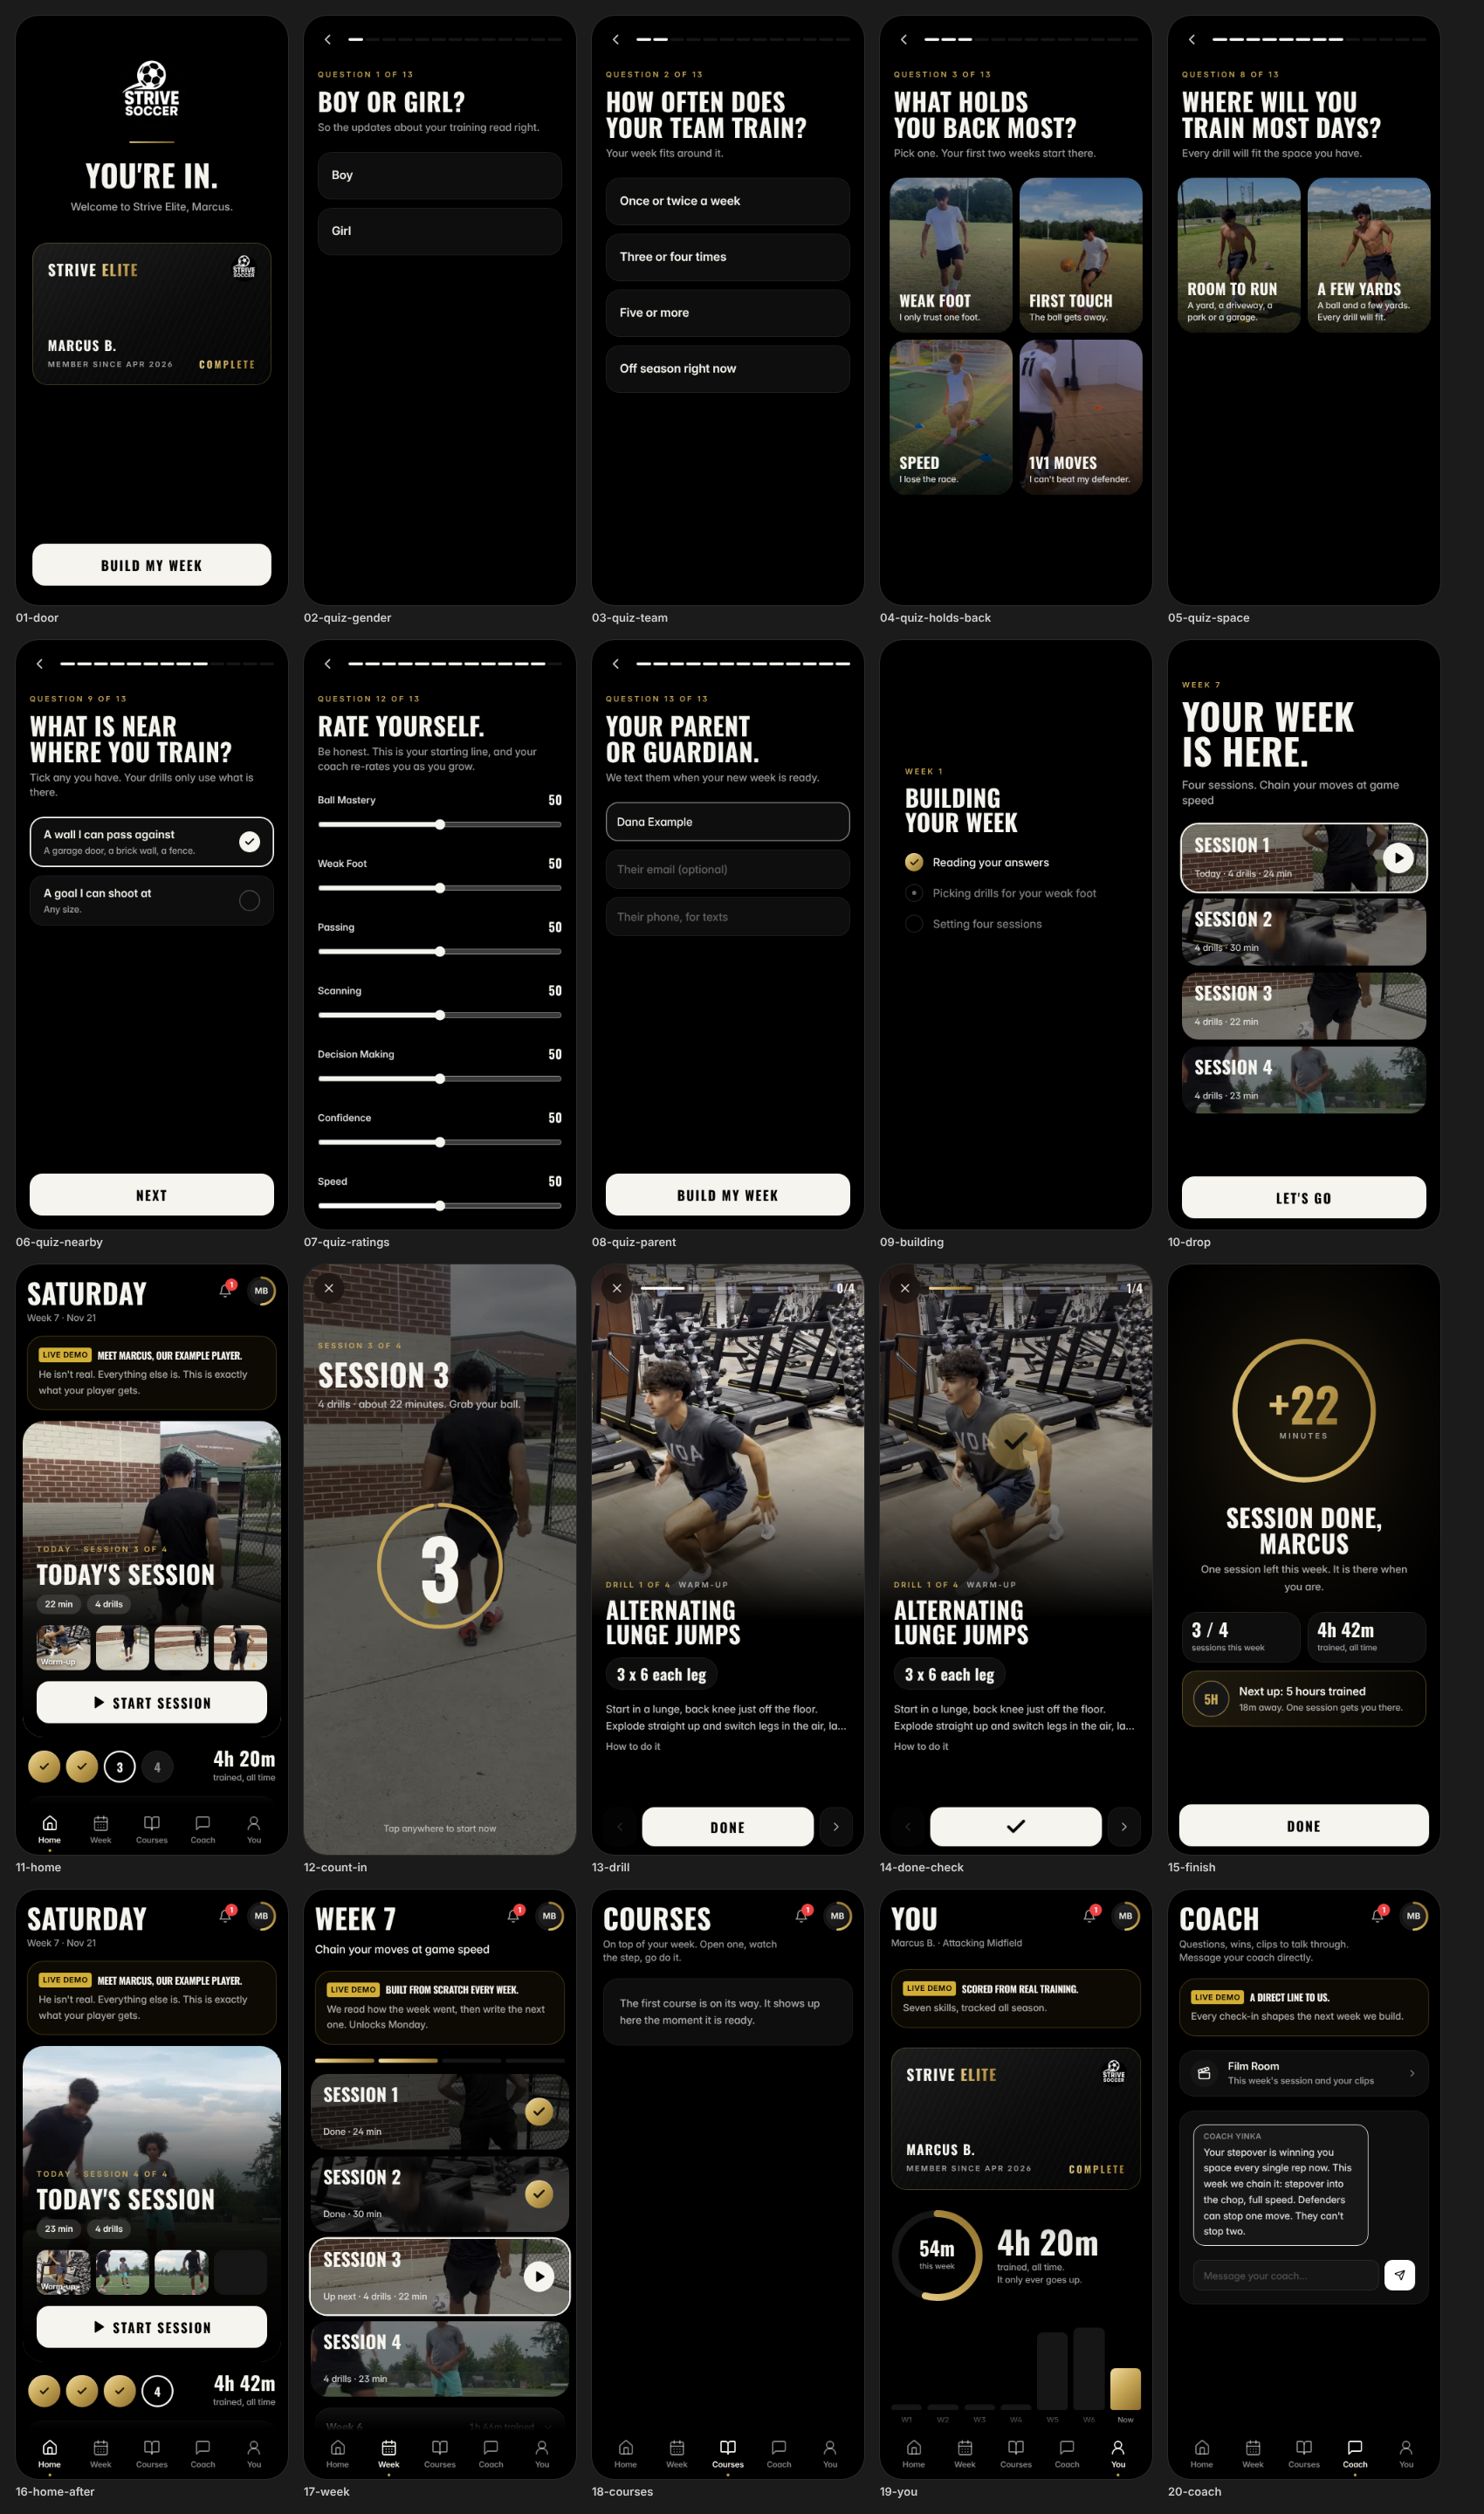 STRIVE
SOCCER
YOU'RE IN.
Welcome to Strive Elite, Marcus.
STRIVE ELITE
STRIVE
SOCCER
MARCUS B.
MEMBER SINCE APR 2026
COMPLETE
BUILD MY WEEK
01-door
QUESTION 1 OF 13
BOY OR GIRL?
So the updates about your training read right.
Boy
Girl
02-quiz-gender
QUESTION 2 OF 13
HOW OFTEN DOES
YOUR TEAM TRAIN?
Your week fits around it.
Once or twice a week
Three or four times
Five or more
Off season right now
03-quiz-team
QUESTION 3 OF 13
WHAT HOLDS
YOU BACK MOST?
Pick one. Your first two weeks start there.
WEAK FOOT
I only trust one foot.
FIRST TOUCH
The ball gets away.
SPEED
I lose the race.
1V1 MOVES
I can't beat my defender.
04-quiz-holds-back
QUESTION 8 OF 13
WHERE WILL YOU
TRAIN MOST DAYS?
Every drill will fit the space you have.
ROOM TO RUN
A yard, a driveway, a
park or a garage.
A FEW YARDS
A ball and a few yards.
Every drill will fit.
05-quiz-space
QUESTION 9 OF 13
WHAT IS NEAR
WHERE YOU TRAIN?
Tick any you have. Your drills only use what is
there.
A wall I can pass against
A garage door, a brick wall, a fence.
A goal I can shoot at
Any size.
NEXT
06-quiz-nearby
QUESTION 12 OF 13
RATE YOURSELF.
Be honest. This is your starting line, and your
coach re-rates you as you grow.
Ball Mastery
50
Weak Foot
50
Passing
50
Scanning
50
Decision Making
50
Confidence
50
Speed
50
07-quiz-ratings
QUESTION 13 OF 13
YOUR PARENT
OR GUARDIAN.
We text them when your new week is ready.
Dana Example
Their email (optional)
Their phone, for texts
BUILD MY WEEK
08-quiz-parent
WEEK 1
BUILDING
YOUR WEEK
Reading your answers
Picking drills for your weak foot
Setting four sessions
09-building
WEEK 7
YOUR WEEK
IS HERE.
Four sessions. Chain your moves at game
speed
SESSION 1
Today · 4 drills · 24 min
SESSION 2
4 drills · 30 min
SESSION 3
4 drills · 22 min
SESSION 4
4 drills · 23 min
LET'S GO
10-drop
SATURDAY
1
MB
Week 7 · Nov 21
LIVE DEMO MEET MARCUS, OUR EXAMPLE PLAYER.
He isn't real. Everything else is. This is exactly
what your player gets.
TODAY · SESSION 3 OF 4
TODAY'S SESSION
22 min
4 drills
Warm-up
START SESSION
3
4
4h 20m
trained, all time
Home
Week
Courses
Coach
You
11-home
SESSION 3 OF 4
SESSION 3
4 drills · about 22 minutes. Grab your ball.
3
Tap anywhere to start now
12-count-in
0/4
VDA
DRILL 1 OF 4 WARM-UP
ALTERNATING
LUNGE JUMPS
3 x 6 each leg
Start in a lunge, back knee just off the floor.
Explode straight up and switch legs in the air, la...
How to do it
DONE
13-drill
1/4
VDA
DRILL 1 OF 4 WARM-UP
ALTERNATING
LUNGE JUMPS
3 x 6 each leg
Start in a lunge, back knee just off the floor.
Explode straight up and switch legs in the air, la...
How to do it
14-done-check
+22
MINUTES
SESSION DONE,
MARCUS
One session left this week. It is there when
you are.
3 / 4
sessions this week
4h 42m
trained, all time
5H
Next up: 5 hours trained
18m away. One session gets you there.
DONE
15-finish
SATURDAY
1
MB
Week 7 · Nov 21
LIVE DEMO MEET MARCUS, OUR EXAMPLE PLAYER.
He isn't real. Everything else is. This is exactly
what your player gets.
TODAY · SESSION 4 OF 4
TODAY'S SESSION
23 min
4 drills
Warm-up
START SESSION
4
4h 42m
trained, all time
Home
Week
Courses
Coach
You
16-home-after
WEEK 7
1
MB
Chain your moves at game speed
LIVE DEMO BUILT FROM SCRATCH EVERY WEEK.
We read how the week went, then write the next
one. Unlocks Monday.
SESSION 1
Done · 24 min
SESSION 2
Done · 30 min
SESSION 3
Up next · 4 drills · 22 min
SESSION 4
4 drills · 23 min
Week 6
1h 46m trained
Home
Week
Courses
Coach
You
17-week
COURSES
1
MB
On top of your week. Open one, watch
the step, go do it.
The first course is on its way. It shows up
here the moment it is ready.
Home
Week
Courses
Coach
You
18-courses
YOU
1
MB
Marcus B. · Attacking Midfield
LIVE DEMO SCORED FROM REAL TRAINING.
Seven skills, tracked all season.
STRIVE ELITE
STRIVE
SOCCER
MARCUS B.
MEMBER SINCE APR 2026
COMPLETE
54m
this week
4h 20m
trained, all time.
It only ever goes up.
W1
W2
W3
W4
W5
W6
Now
Home
Week
Courses
Coach
You
19-you
COACH
1
MB
Questions, wins, clips to talk through.
Message your coach directly.
LIVE DEMO A DIRECT LINE TO US.
Every check-in shapes the next week we build.
Film Room
This week's session and your clips
COACH YINKA
Your stepover is winning you
space every single rep now. This
week we chain it: stepover into
the chop, full speed. Defenders
can stop one move. They can't
stop two.
Message your coach...
Home
Week
Courses
Coach
You
20-coach